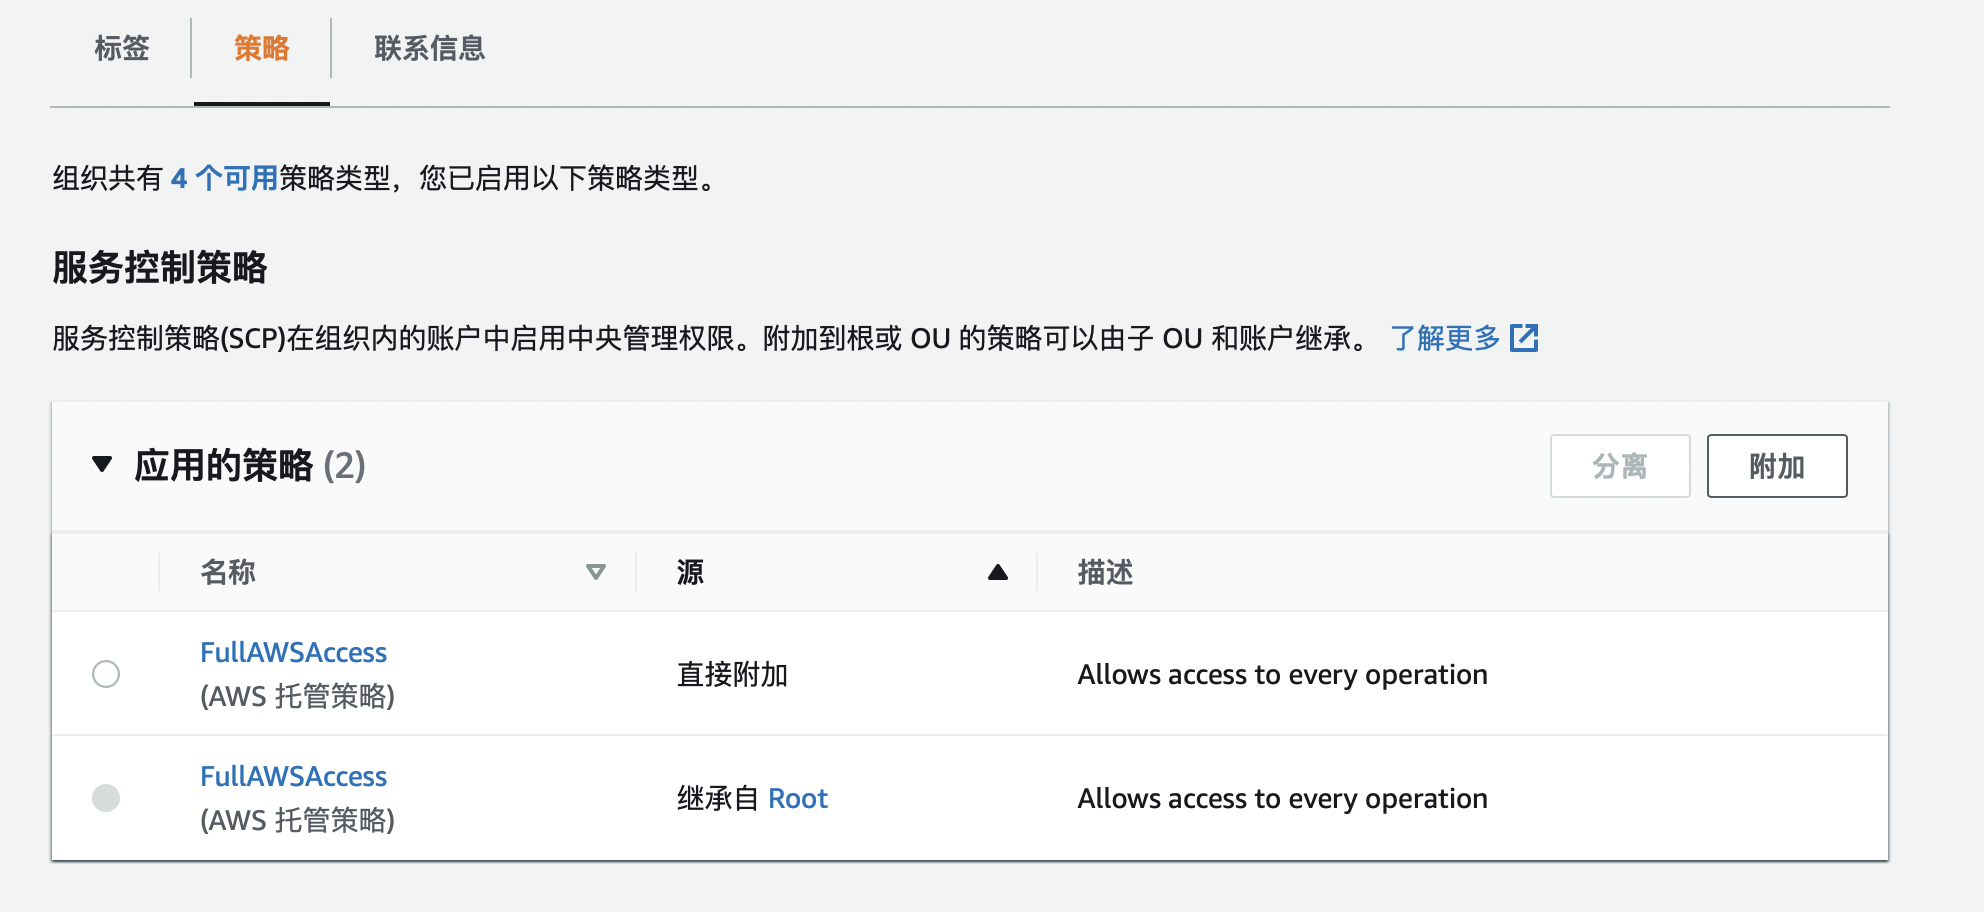 标签
策略
联系信息
组织共有 4 个可用策略类型，您已启用以下策略类型。
服务控制策略
服务控制策略(SCP)在组织内的账户中启用中央管理权限。附加到根或 OU 的策略可以由子 OU 和账户继承。 了解更多
应用的策略 (2)
分离
附加
名称
源
描述
FullAWSAccess
(AWS 托管策略)
直接附加
Allows access to every operation
FullAWSAccess
(AWS 托管策略)
继承自 Root
Allows access to every operation